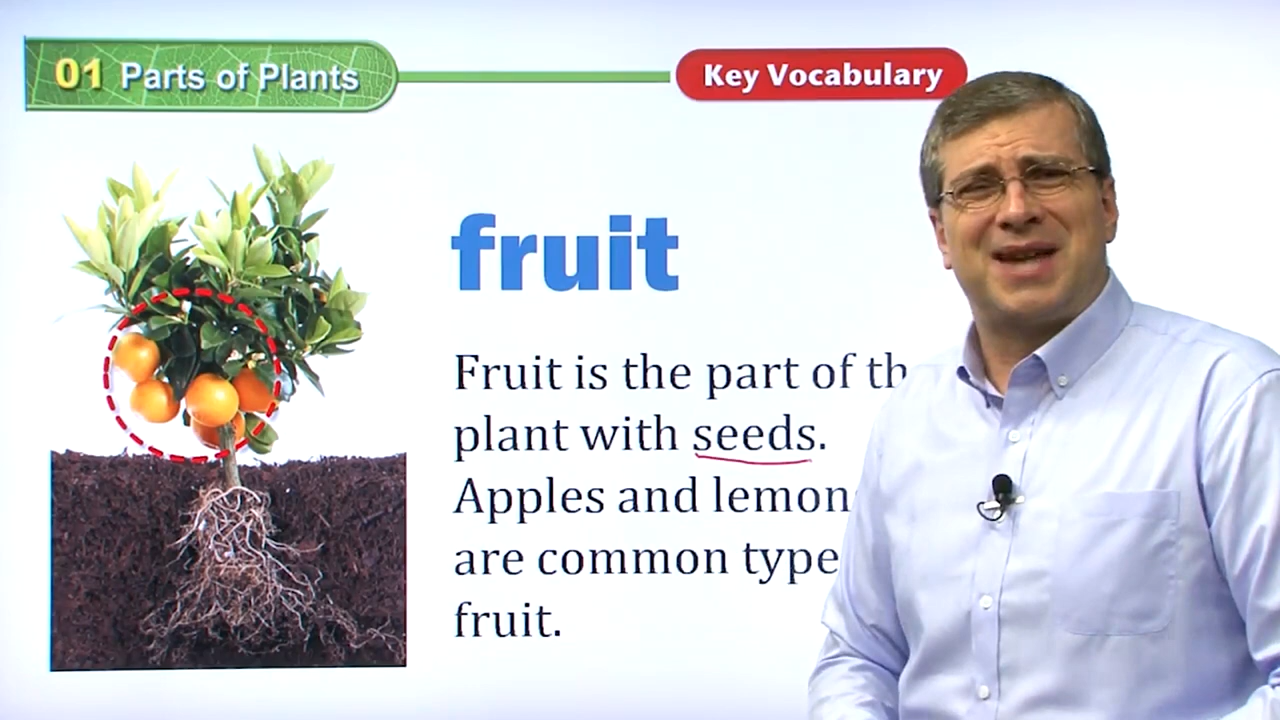 01 Parts of Plants
Key Vocabulary
fruit
Fruit is the part of th
plant with seeds.
Apples and lemon
are common type
fruit.